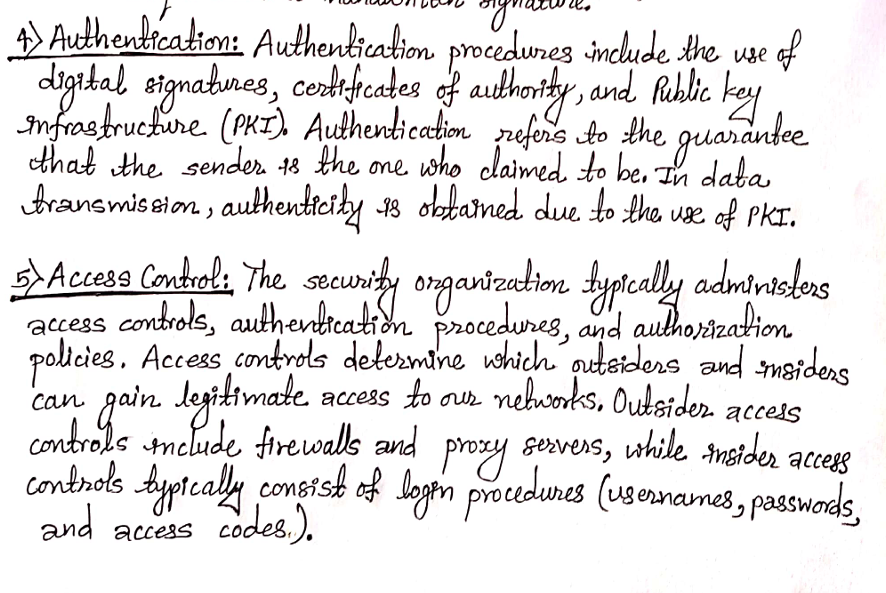 signature.
4) Authentication: Authentication procedures include the use of
digital signatures, certificates of authority, and Public key
Infrastructure (PKI). Authentication refers to the guarantee
that the sender is the one who claimed to be. In data
transmission, authenticity is obtained due to the use of PKI.
5) Access Control: The security organization typically administers
access controls, authentication procedures, and authorization
policies. Access controls determine which outsiders and insiders
can gain legitimate access to our networks. Outsider access
controls include firewalls and proxy servers, while insider access
controls typically consist of login procedures (usernames, passwords,
and access codes.).